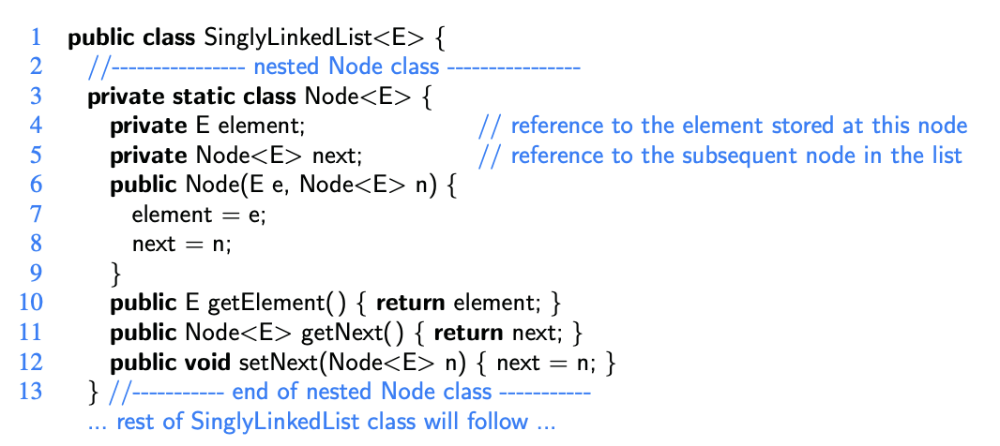 1 public class SinglyLinkedList<E> {
2 //---------------- nested Node class ----------------
3 private static class Node<E> {
4 private E element; // reference to the element stored at this node
5 private Node<E> next; // reference to the subsequent node in the list
6 public Node(E e, Node<E> n) {
7 element = e;
8 next = n;
9 }
10 public E getElement() { return element; }
11 public Node<E> getNext() { return next; }
12 public void setNext(Node<E> n) { next = n; }
13 } //----------- end of nested Node class -----------
... rest of SinglyLinkedList class will follow ...